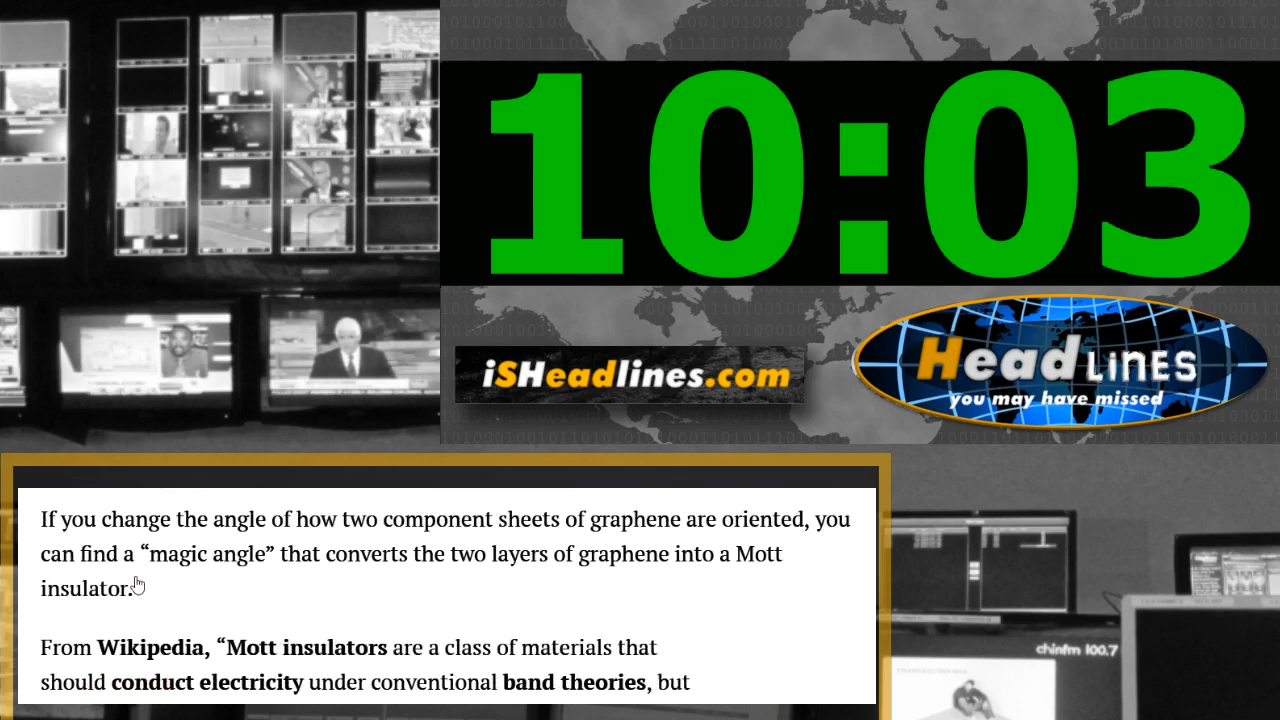 10:03
iSHeadlines.com
HeadLINES
you may have missed
If you change the angle of how two component sheets of graphene are oriented, you
can find a “magic angle” that converts the two layers of graphene into a Mott
insulator.
From Wikipedia, “Mott insulators are a class of materials that
should conduct electricity under conventional band theories, but
chinfm 100.7